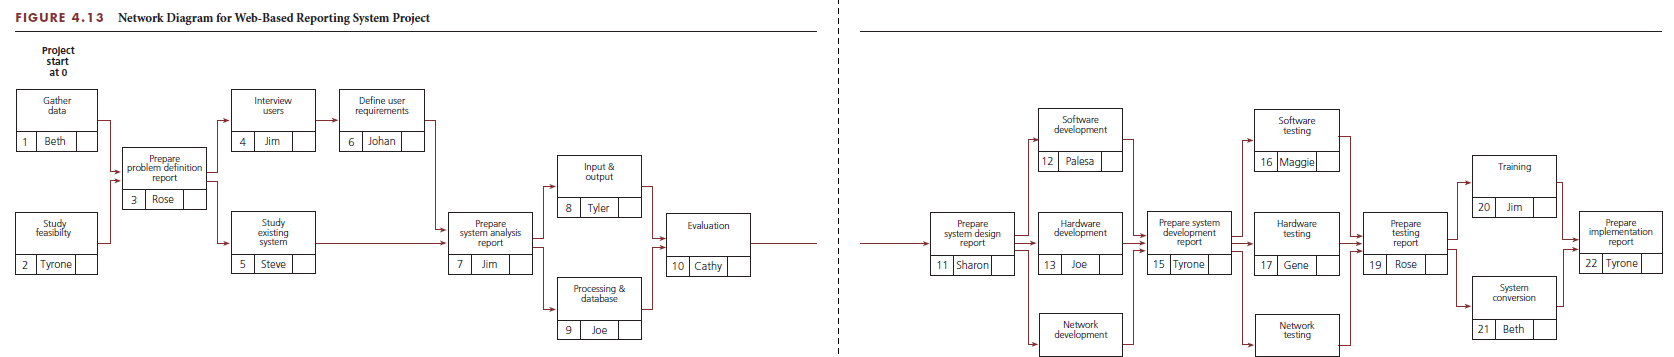 FIGURE 4.13 Network Diagram for Web-Based Reporting System Project
Project
start
at 0
Gather
data
1 Beth
Study
feasibilty
2 Tyrone
Prepare
problem definition
report
3 Rose
Interview
users
4 Jim
Study
existing
system
5 Steve
Define user
requirements
6 Johan
Prepare
system analysis
report
7 Jim
Input &
output
8 Tyler
Processing &
database
9 Joe
Evaluation
10 Cathy
Prepare
system design
report
11 Sharon
Software
development
12 Palesa
Hardware
development
13 Joe
Network
development
Prepare system
development
report
15 Tyrone
Software
testing
16 Maggie
Hardware
testing
17 Gene
Network
testing
Prepare
testing
report
19 Rose
Training
20 Jim
System
conversion
21 Beth
Prepare
implementation
report
22 Tyrone